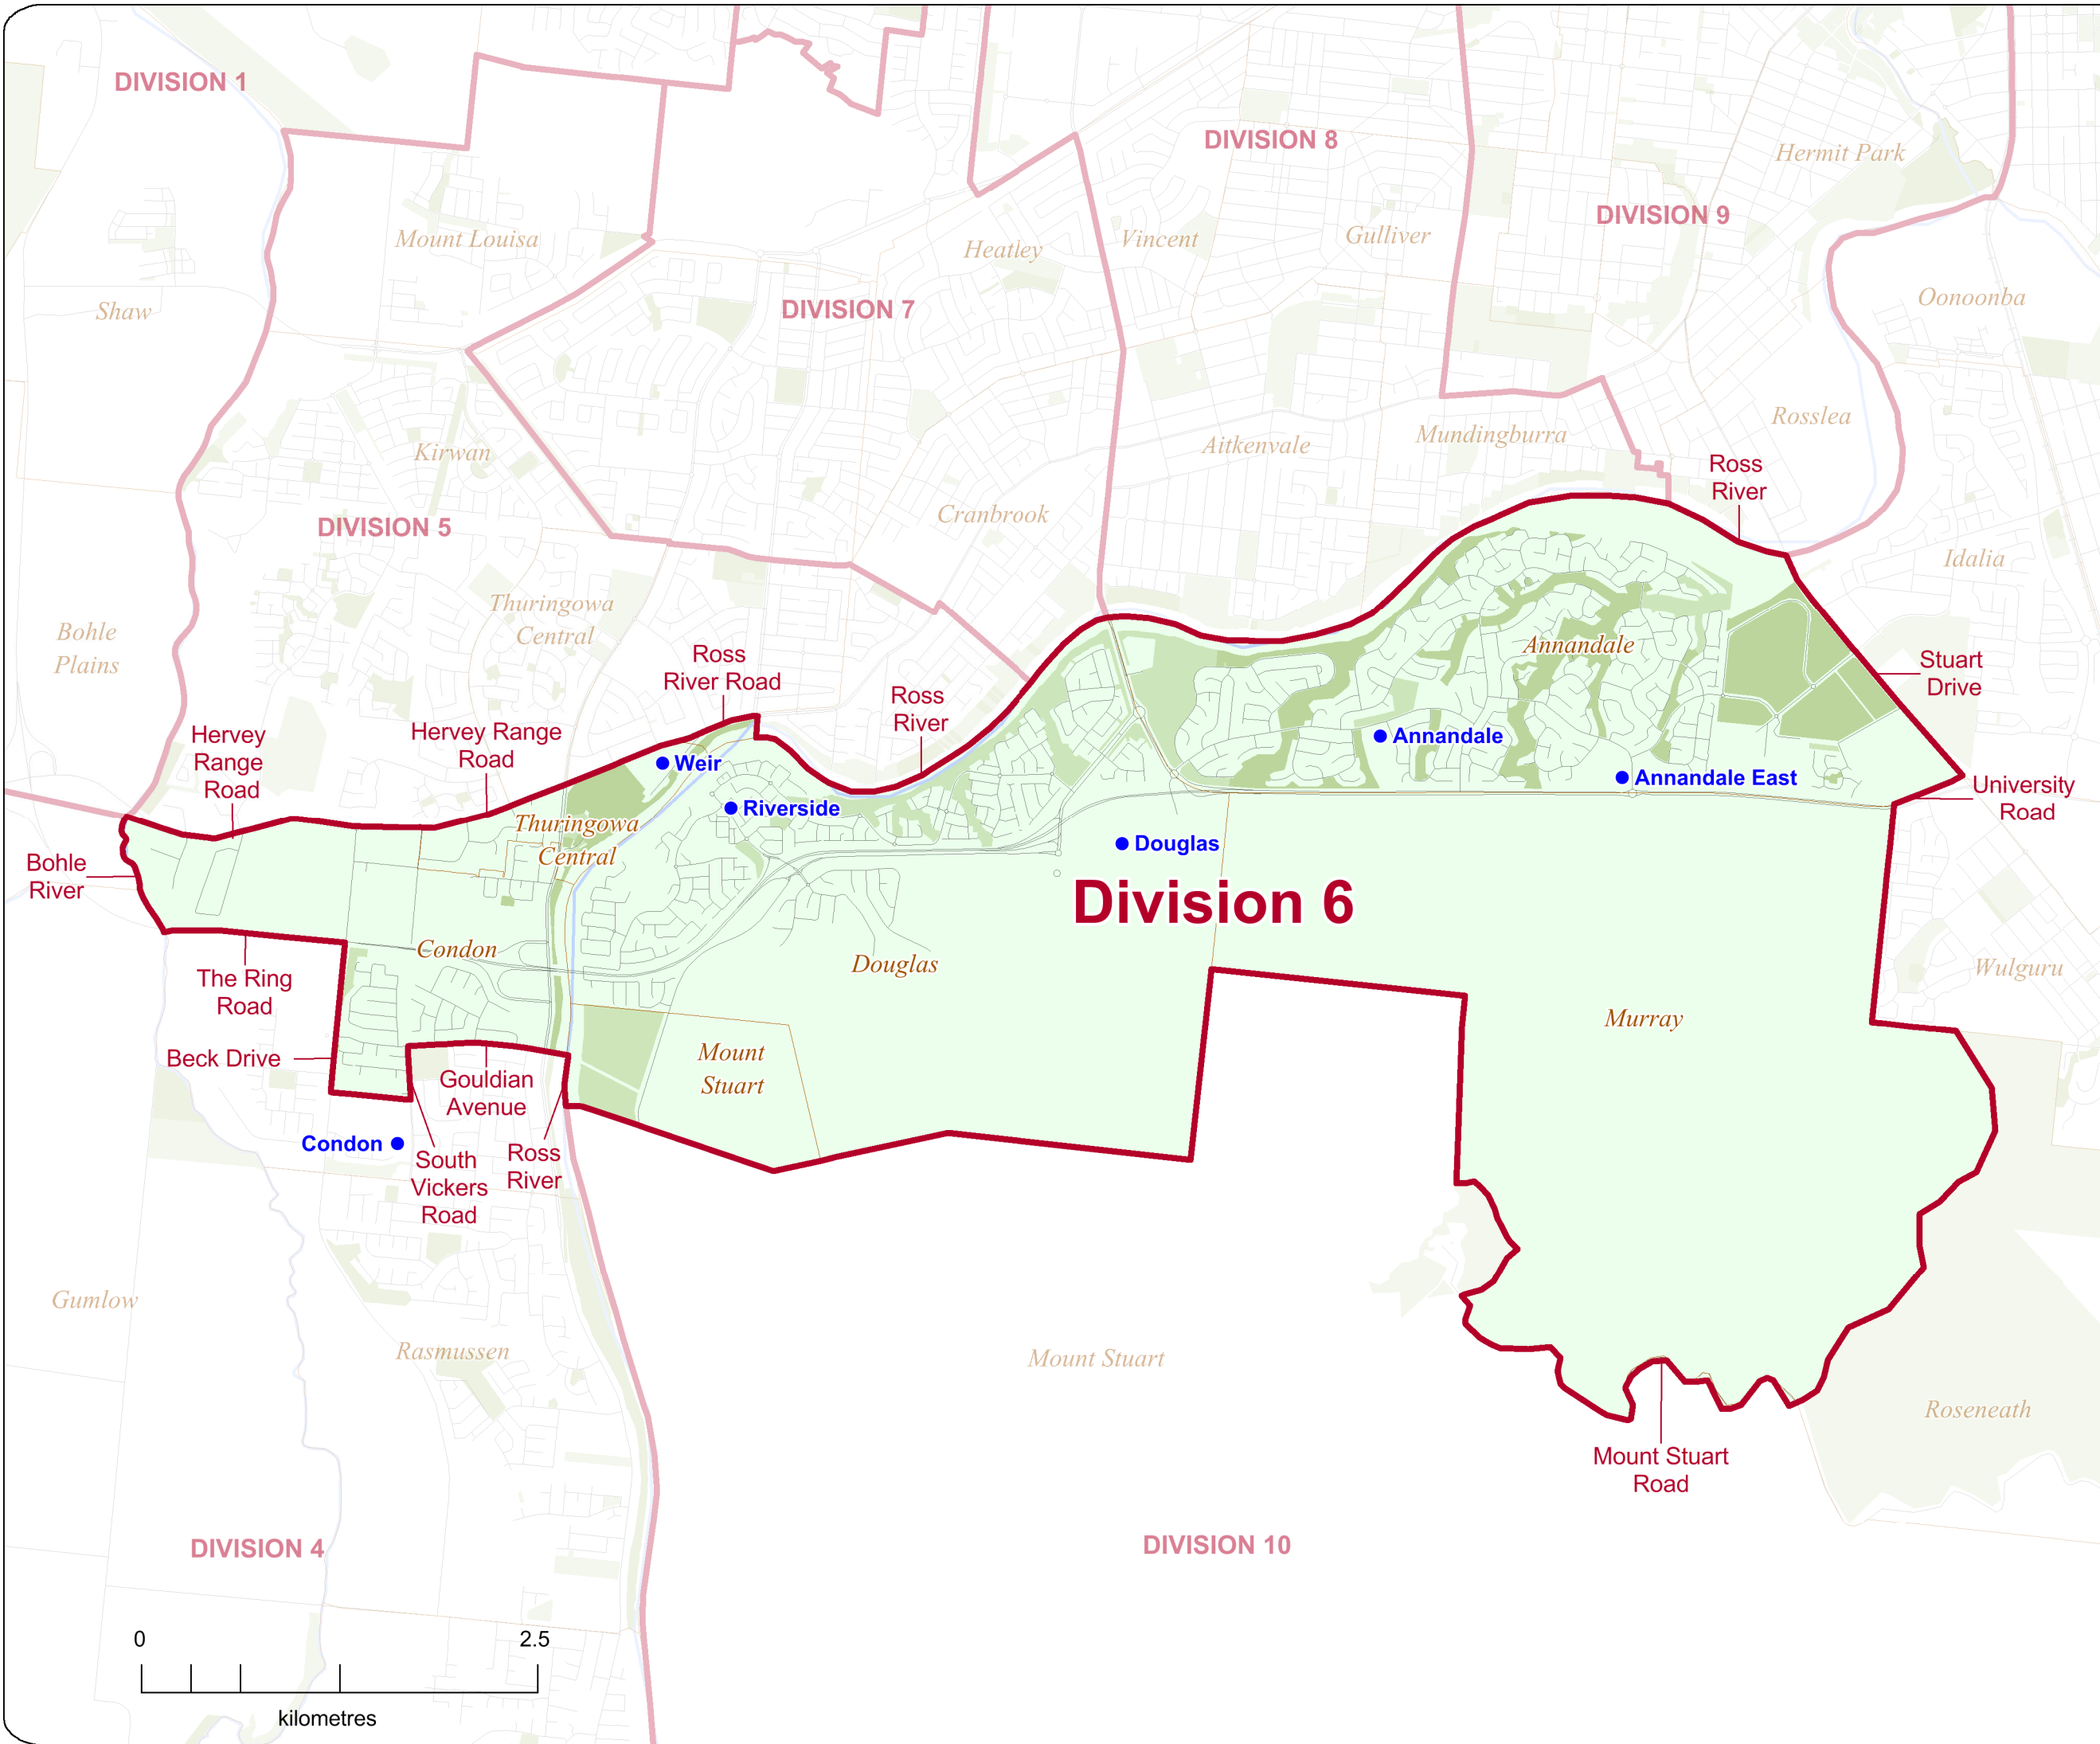 DIVISION 1
DIVISION 8
Hermit Park
DIVISION 9
Mount Louisa
Heatley
Vincent
Gulliver
Shaw
DIVISION 7
Oonoonba
Kirwan
Aitkenvale
Mundingburra
Rosslea
Ross
River
DIVISION 5
Cranbrook
Idalia
Thuringowa
Central
Bohle
Plains
Annandale
Ross
River Road
Ross
River
Stuart
Drive
Hervey
Range
Road
Hervey Range
Road
Weir
Annandale
Riverside
Annandale East
University
Road
Thuringowa
Central
Douglas
Bohle
River
Division 6
Condon
Douglas
Wulguru
The Ring
Road
Murray
Beck Drive
Mount
Stuart
Gouldian
Avenue
Condon
South
Vickers
Road
Ross
River
Gumlow
Rasmussen
Mount Stuart
Roseneath
Mount Stuart
Road
DIVISION 4
DIVISION 10
0
2.5
kilometres